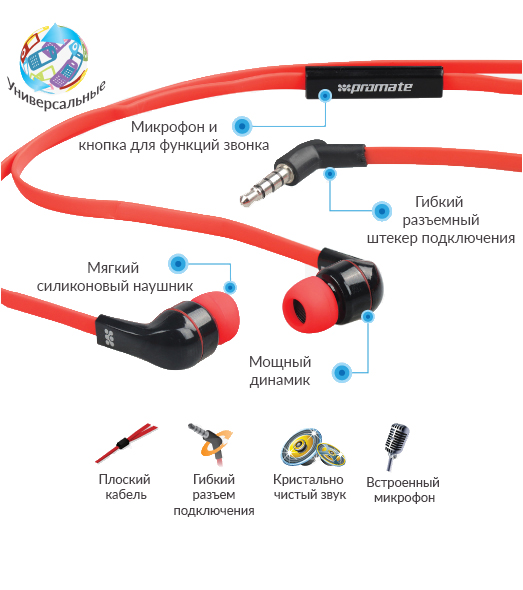 Универсальные
promate
Микрофон и
кнопка для функций звонка
Гибкий
разъемный
штекер подключения
Мягкий
силиконовый наушник
Мощный
динамик
Плоский
кабель
Гибкий
разъем
подключения
Кристально
чистый звук
Встроенный
микрофон